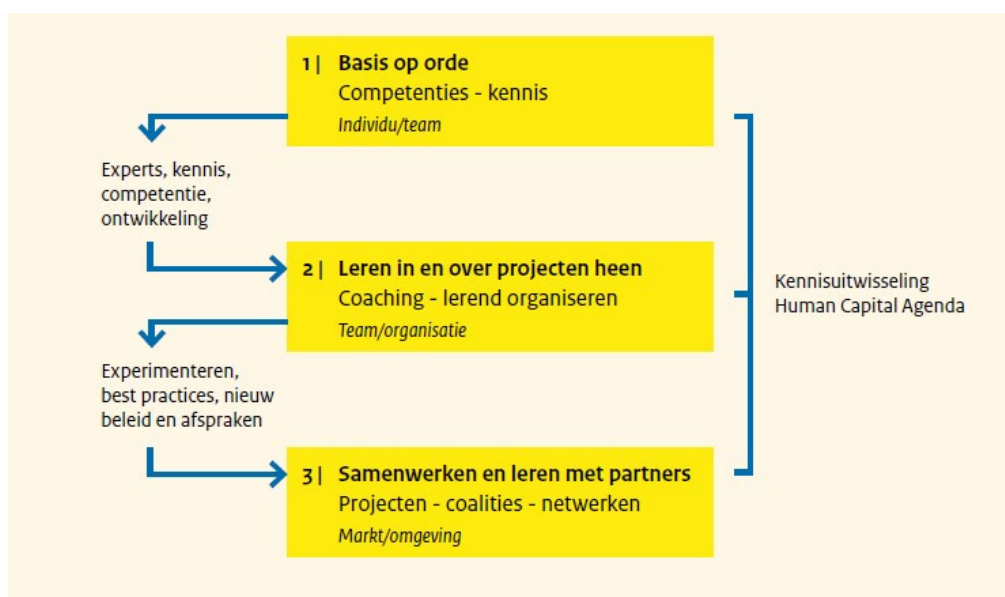 1| Basis op orde
Competenties - kennis
Individu/team
Experts, kennis,
competentie,
ontwikkeling
2| Leren in en over projecten heen
Coaching - lerend organiseren
Team/organisatie
Kennisuitwisseling
Human Capital Agenda
Experimenteren,
best practices, nieuw
beleid en afspraken
3| Samenwerken en leren met partners
Projecten - coalities - netwerken
Markt/omgeving